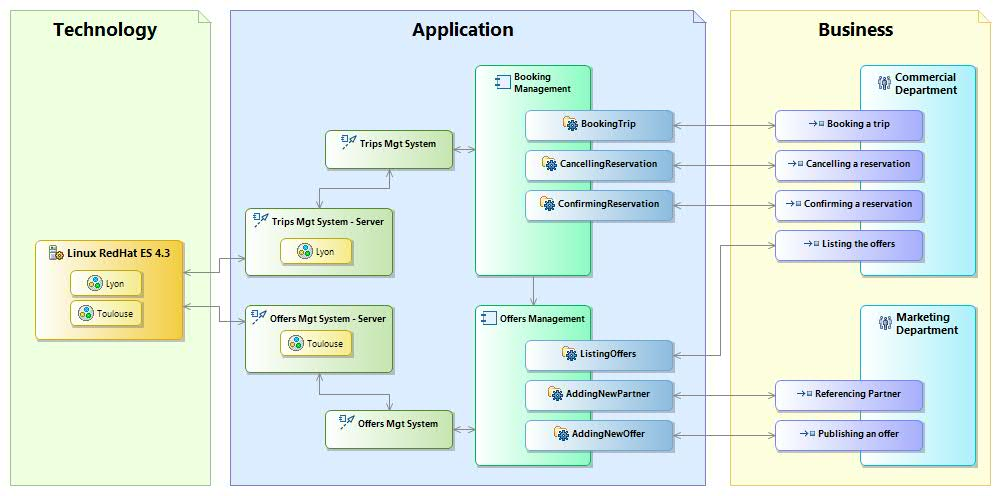 Technology
Linux RedHat ES 4.3
Lyon
Toulouse
Application
Trips Mgt System
Trips Mgt System - Server
Lyon
Offers Mgt System - Server
Toulouse
Offers Mgt System
Booking
Management
BookingTrip
CancellingReservation
ConfirmingReservation
Offers Management
ListingOffers
AddingNewPartner
AddingNewOffer
Business
Commercial
Department
Booking a trip
Cancelling a reservation
Confirming a reservation
Listing the offers
Marketing
Department
Referencing Partner
Publishing an offer